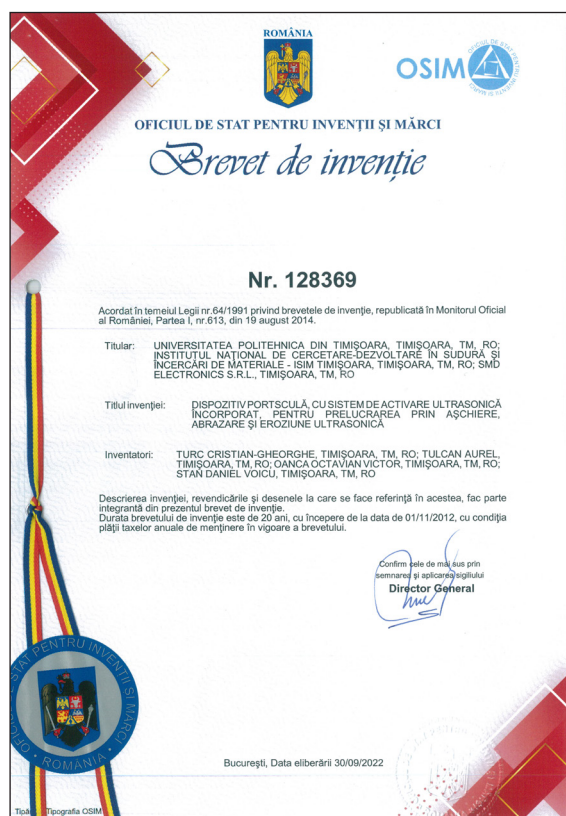 ROMÂNIA
OSIM
OFICIUL DE STAT PENTRU INVENȚII ȘI MĂRCI
OFICIUL DE STAT PENTRU INVENȚII ȘI MĂRCI
Brevet de invenție
Nr. 128369
Acordat în temeiul Legii nr.64/1991 privind brevetele de invenție, republicată în Monitorul Oficial
al României, Partea I, nr.613, din 19 august 2014.
Titular: UNIVERSITATEA POLITEHNICA DIN TIMIȘOARA, TIMIȘOARA, TM, RO;
INSTITUTUL NAȚIONAL DE CERCETARE-DEZVOLTARE ÎN SUDURĂ ȘI
ÎNCERCĂRI DE MATERIALE - ISIM TIMIȘOARA, TIMIȘOARA, TM, RO; SMD
ELECTRONICS S.R.L., TIMIȘOARA, TM, RO
Titlul invenției: DISPOZITIV PORTSCULĂ, CU SISTEM DE ACTIVARE ULTRASONICĂ
ÎNCORPORAT, PENTRU PRELUCRAREA PRIN AȘCHIERE,
ABRAZARE ȘI EROZIUNE ULTRASONICĂ
Inventatori: TURC CRISTIAN-GHEORGHE, TIMIȘOARA, TM, RO; TULCAN AUREL,
TIMIȘOARA, TM, RO; OANCA OCTAVIAN VICTOR, TIMIȘOARA, TM, RO;
STAN DANIEL VOICU, TIMIȘOARA, TM, RO
Descrierea invenției, revendicările și desenele la care se face referință în acestea, fac parte
integrantă din prezentul brevet de invenție.
Durata brevetului de invenție este de 20 ani, cu începere de la data de 01/11/2012, cu condiția
plății taxelor anuale de menținere în vigoare a brevetului.
Confirm cele de mai sus prin
semnarea și aplicarea sigiliului
Director General
OFICIUL DE STAT PENTRU INVENȚII ȘI MĂRCI
• ROMÂNIA •
București, Data eliberării 30/09/2022
Tipografia OSIM